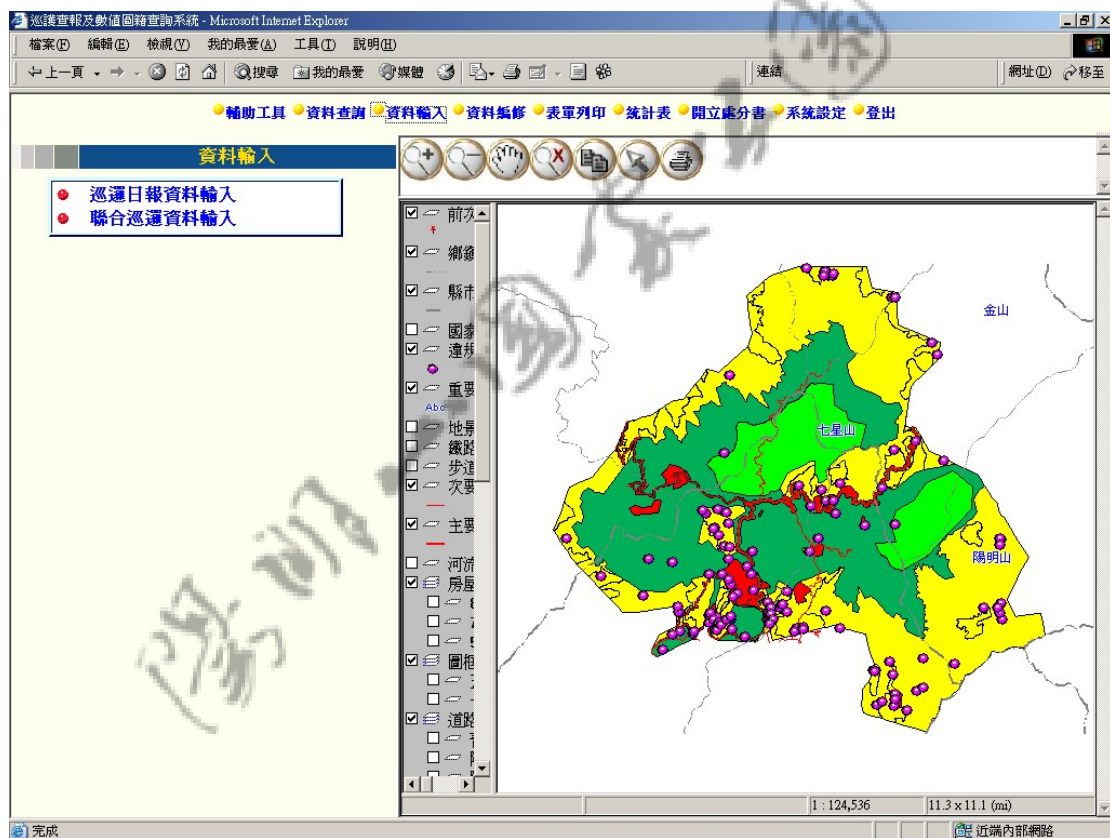 巡護查報及數值圖籍查詢系統 - Microsoft Internet Explorer
檔案(F) 編輯(E) 檢視(V) 我的最愛(A) 工具(T) 說明(H)
上一頁 搜尋 我的最愛 媒體 連結 網址(D) 移至
輔助工具 資料查詢 資料輸入 資料編修 表單列印 統計表 開立處分書 系統設定 登出
資料輸入
巡邏日報資料輸入
聯合巡邏資料輸入
前次
鄉鎮
縣市
國家
違規
重要
Abc
地景
鐵路
步道
次要
主要
河流
房屋
圖框
道路
金山
七星山
陽明山
1 : 124,536 11.3 x 11.1 (mi)
完成 近端內部網路